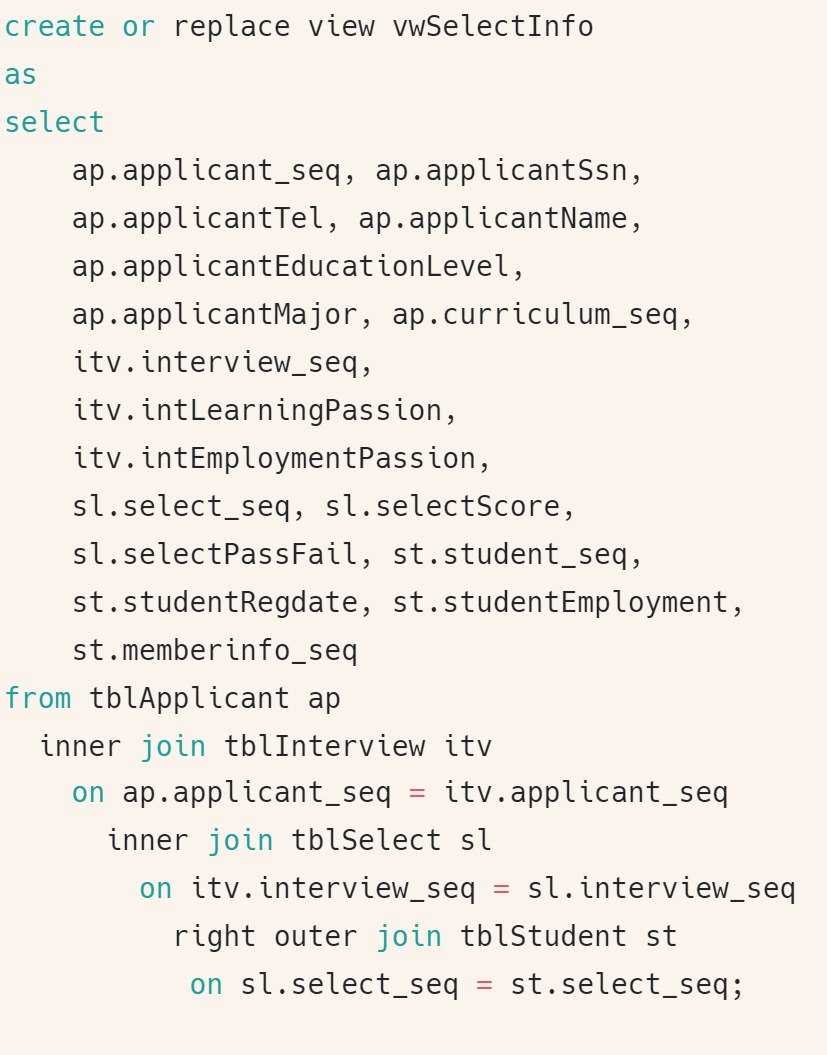 create or replace view vwSelectInfo
as
select
    ap.applicant_seq, ap.applicantSsn,
    ap.applicantTel, ap.applicantName,
    ap.applicantEducationLevel,
    ap.applicantMajor, ap.curriculum_seq,
    itv.interview_seq,
    itv.intLearningPassion,
    itv.intEmploymentPassion,
    sl.select_seq, sl.selectScore,
    sl.selectPassFail, st.student_seq,
    st.studentRegdate, st.studentEmployment,
    st.memberinfo_seq
from tblApplicant ap
  inner join tblInterview itv
    on ap.applicant_seq = itv.applicant_seq
      inner join tblSelect sl
        on itv.interview_seq = sl.interview_seq
          right outer join tblStudent st
           on sl.select_seq = st.select_seq;